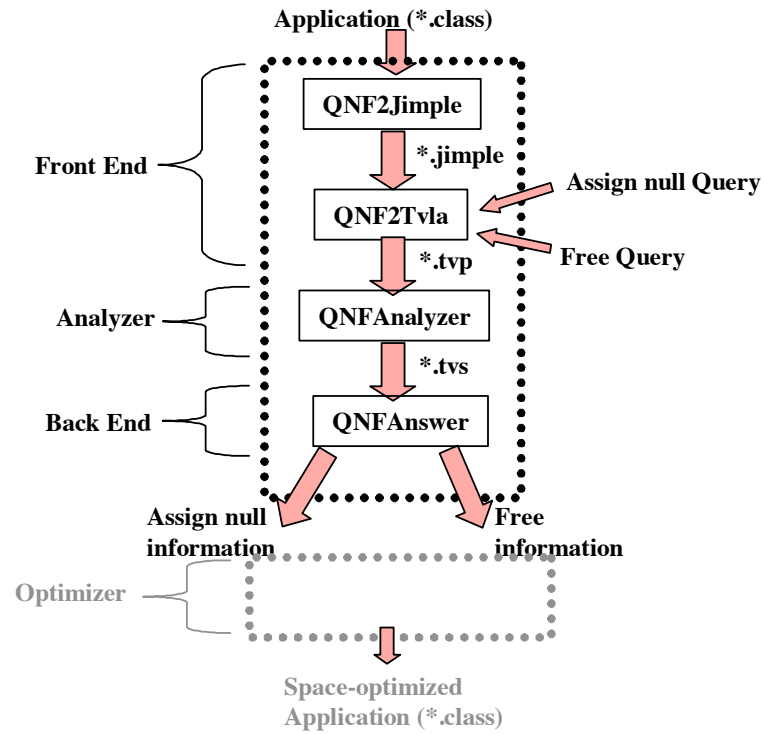 Application (*.class)
QNF2Jimple
*.jimple
Front End
Assign null Query
QNF2Tvla
Free Query
*.tvp
Analyzer
QNFAnalyzer
*.tvs
Back End
QNFAnswer
Assign null
information
Free
information
Optimizer
Space-optimized
Application (*.class)